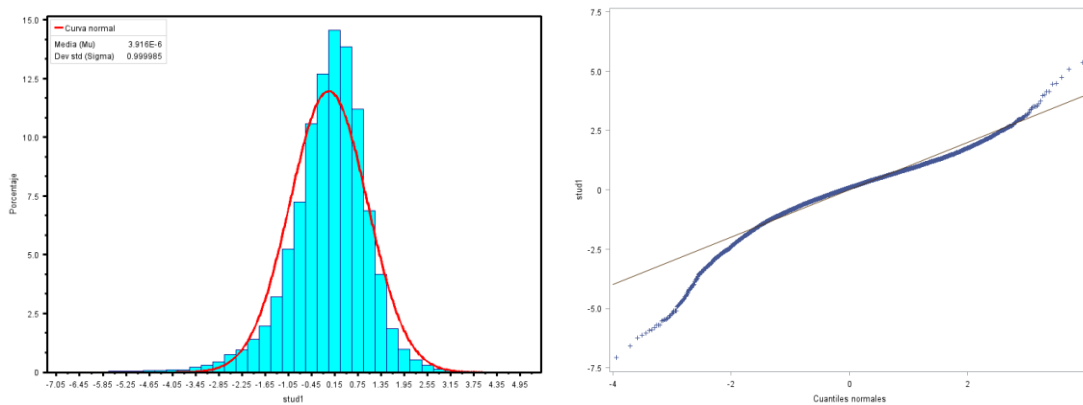 15.0
12.5
10.0
7.5
5.0
2.5
0
Porcentaje
Curva normal
Media (Mu) 3.916E-6
Dev std (Sigma) 0.999985
-7.05 -6.45 -5.85 -5.25 -4.65 -4.05 -3.45 -2.85 -2.25 -1.65 -1.05 -0.45 0.15 0.75 1.35 1.95 2.55 3.15 3.75 4.35 4.95
stud1
7.5
5.0
2.5
0
-2.5
-5.0
-7.5
stud1
-4 -2 0 2
Cuantiles normales